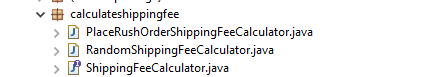 calculateshippingfee
PlaceRushOrderShippingFeeCalculator.java
RandomShippingFeeCalculator.java
ShippingFeeCalculator.java